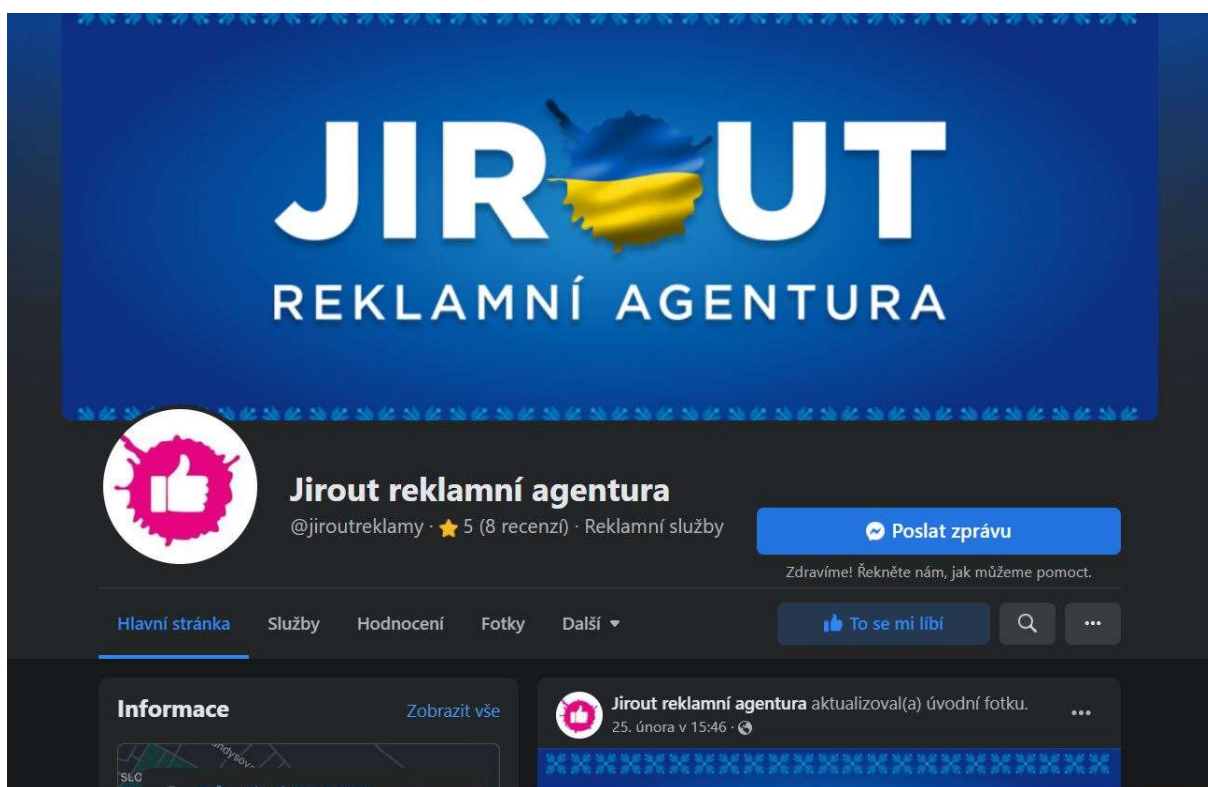 JIROUT
REKLAMNÍ AGENTURA
Jirout reklamní agentura
@jiroutreklamy · 5 (8 recenzí) · Reklamní služby
Poslat zprávu
Zdravíme! Řekněte nám, jak můžeme pomoct.
Hlavní stránka Služby Hodnocení Fotky Další
To se mi líbí
Informace
Zobrazit vše
Jirout reklamní agentura aktualizoval(a) úvodní fotku.
25. února v 15:46 ·